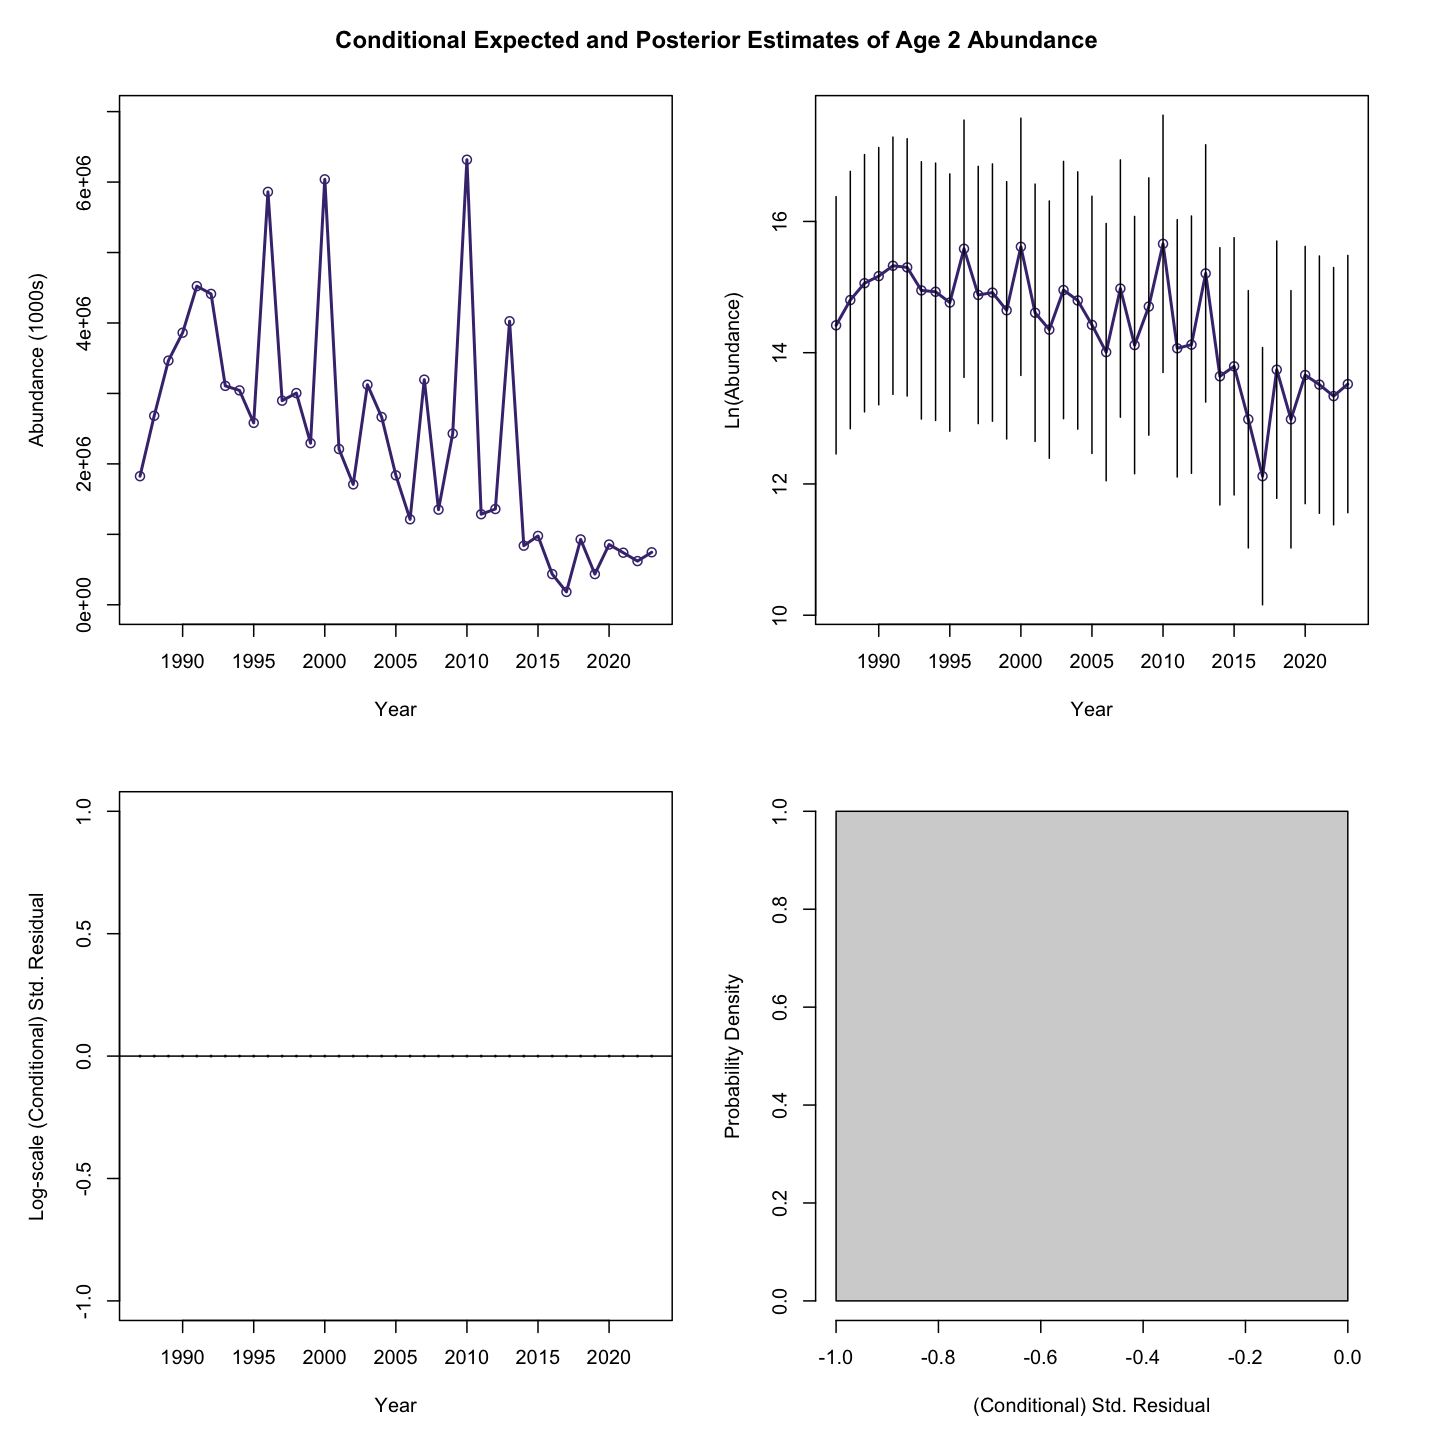 Conditional Expected and Posterior Estimates of Age 2 Abundance
Abundance (1000s)
0e+00 2e+06 4e+06 6e+06
1990 1995 2000 2005 2010 2015 2020
Year
Ln(Abundance)
10 12 14 16
1990 1995 2000 2005 2010 2015 2020
Year
Log-scale (Conditional) Std. Residual
-1.0 -0.5 0.0 0.5 1.0
1990 1995 2000 2005 2010 2015 2020
Year
Probability Density
0.0 0.2 0.4 0.6 0.8 1.0
-1.0 -0.8 -0.6 -0.4 -0.2 0.0
(Conditional) Std. Residual